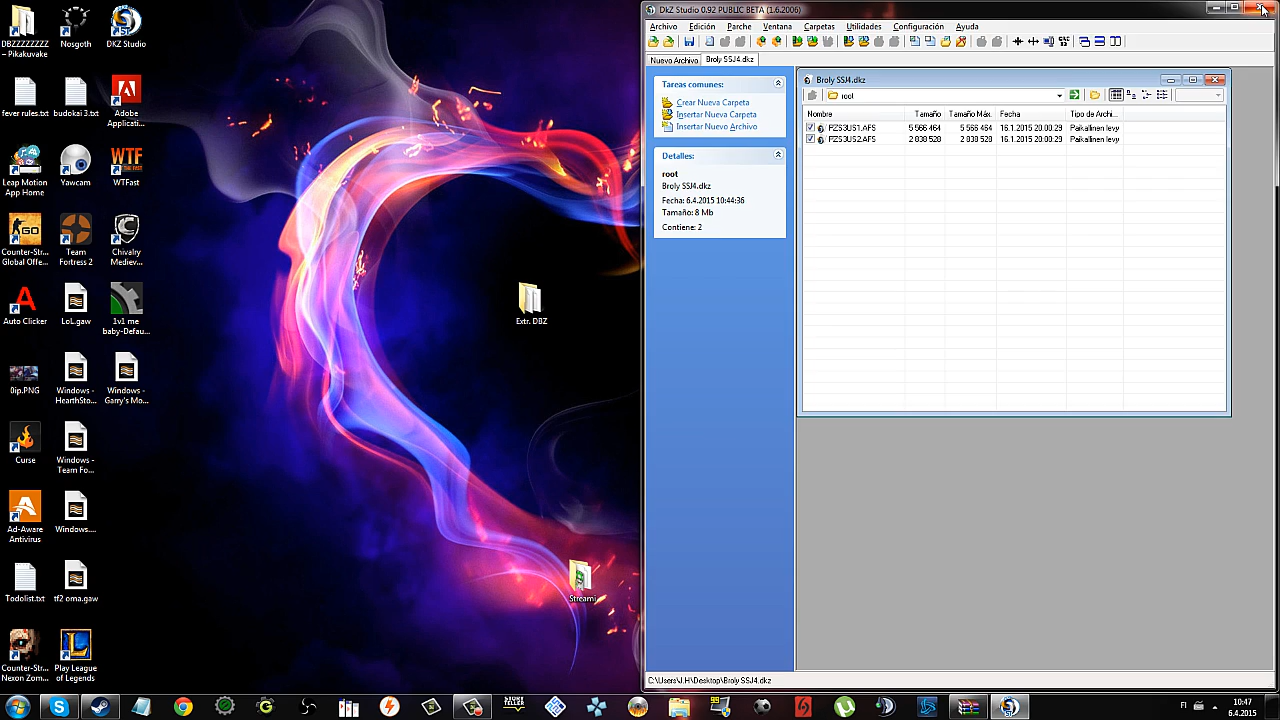 DBZZZZZZZ – Pikakuvake
Nosgoth
DKZ Studio
fever rules.txt
budokai 3.txt
Adobe Applicati...
Leap Motion App Home
Yawcam
WTF
WTFast
GO
Counter-Str... Global Offe...
Team Fortress 2
Chivalry Mediev...
Auto Clicker
LoL.gaw
1v1 me baby-Defau...
0ip.PNG
Windows - HearthSto...
Windows - Garry's Mo...
Curse
Windows - Team Fo...
Ad-Aware Antivirus
Windows....
Todolist.txt
tf2 oma.gaw
Counter-Str... Nexon Zom...
Play League of Legends
Extr. DBZ
Streami
DkZ Studio 0.92 PUBLIC BETA (1.6.2006)
Archivo Edición Parche Ventana Carpetas Utilidades Configuración Ayuda
Nuevo Archivo Broly SSJ4.dkz
Tareas comunes:
Crear Nueva Carpeta
Insertar Nueva Carpeta
Insertar Nuevo Archivo
Detalles:
root
Broly SSJ4.dkz
Fecha: 6.4.2015 10:44:36
Tamaño: 8 Mb
Contiene: 2
Broly SSJ4.dkz
root
Nombre Tamaño Tamaño Máx. Fecha Tipo de Archi...
PZS3US1.AFS 5 566 464 5 566 464 16.1.2015 20:00:29 Paikallinen levy
PZS3US2.AFS 2 838 528 2 838 528 16.1.2015 20:00:29 Paikallinen levy
C:\Users\J.H\Desktop\Broly SSJ4.dkz
STORY TELLER
FI
10:47
6.4.2015